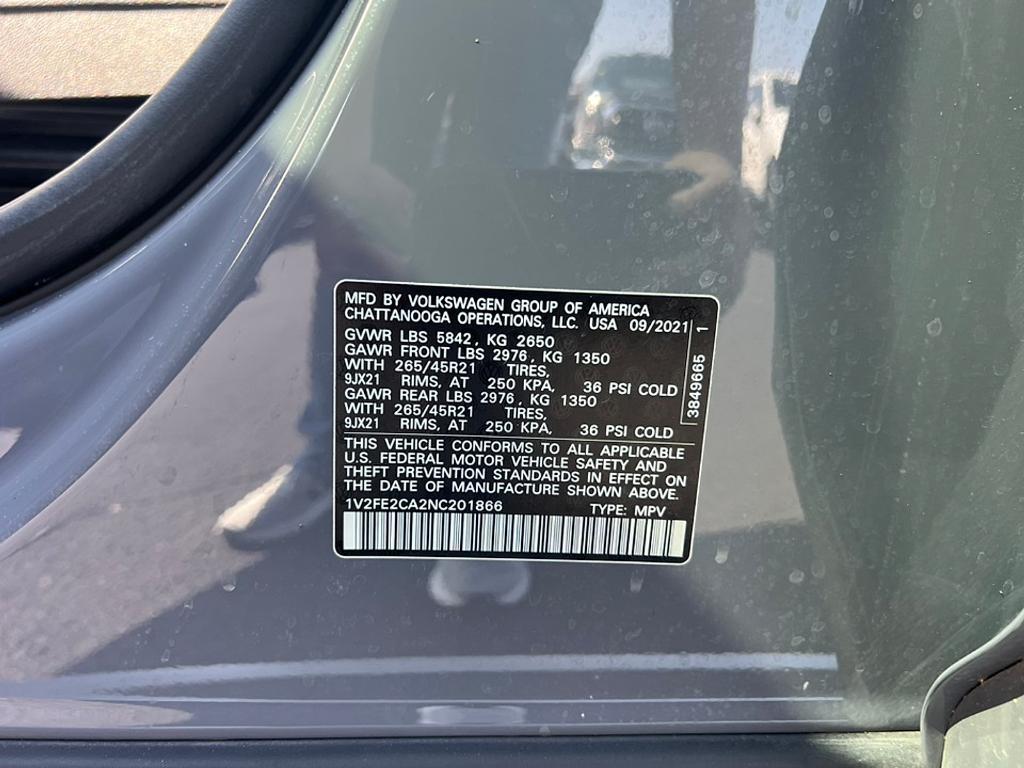 MFD BY VOLKSWAGEN GROUP OF AMERICA
CHATTANOOGA OPERATIONS, LLC. USA 09/2021
GVWR LBS 5842, KG 2650
GAWR FRONT LBS 2976, KG 1350
WITH 265/45R21 TIRES,
9JX21 RIMS, AT 250 KPA, 36 PSI COLD
GAWR REAR LBS 2976, KG 1350
WITH 265/45R21 TIRES,
9JX21 RIMS, AT 250 KPA, 36 PSI COLD
3849665 1
THIS VEHICLE CONFORMS TO ALL APPLICABLE
U.S. FEDERAL MOTOR VEHICLE SAFETY AND
THEFT PREVENTION STANDARDS IN EFFECT ON
THE DATE OF MANUFACTURE SHOWN ABOVE.
1V2FE2CA2NC201866 TYPE: MPV